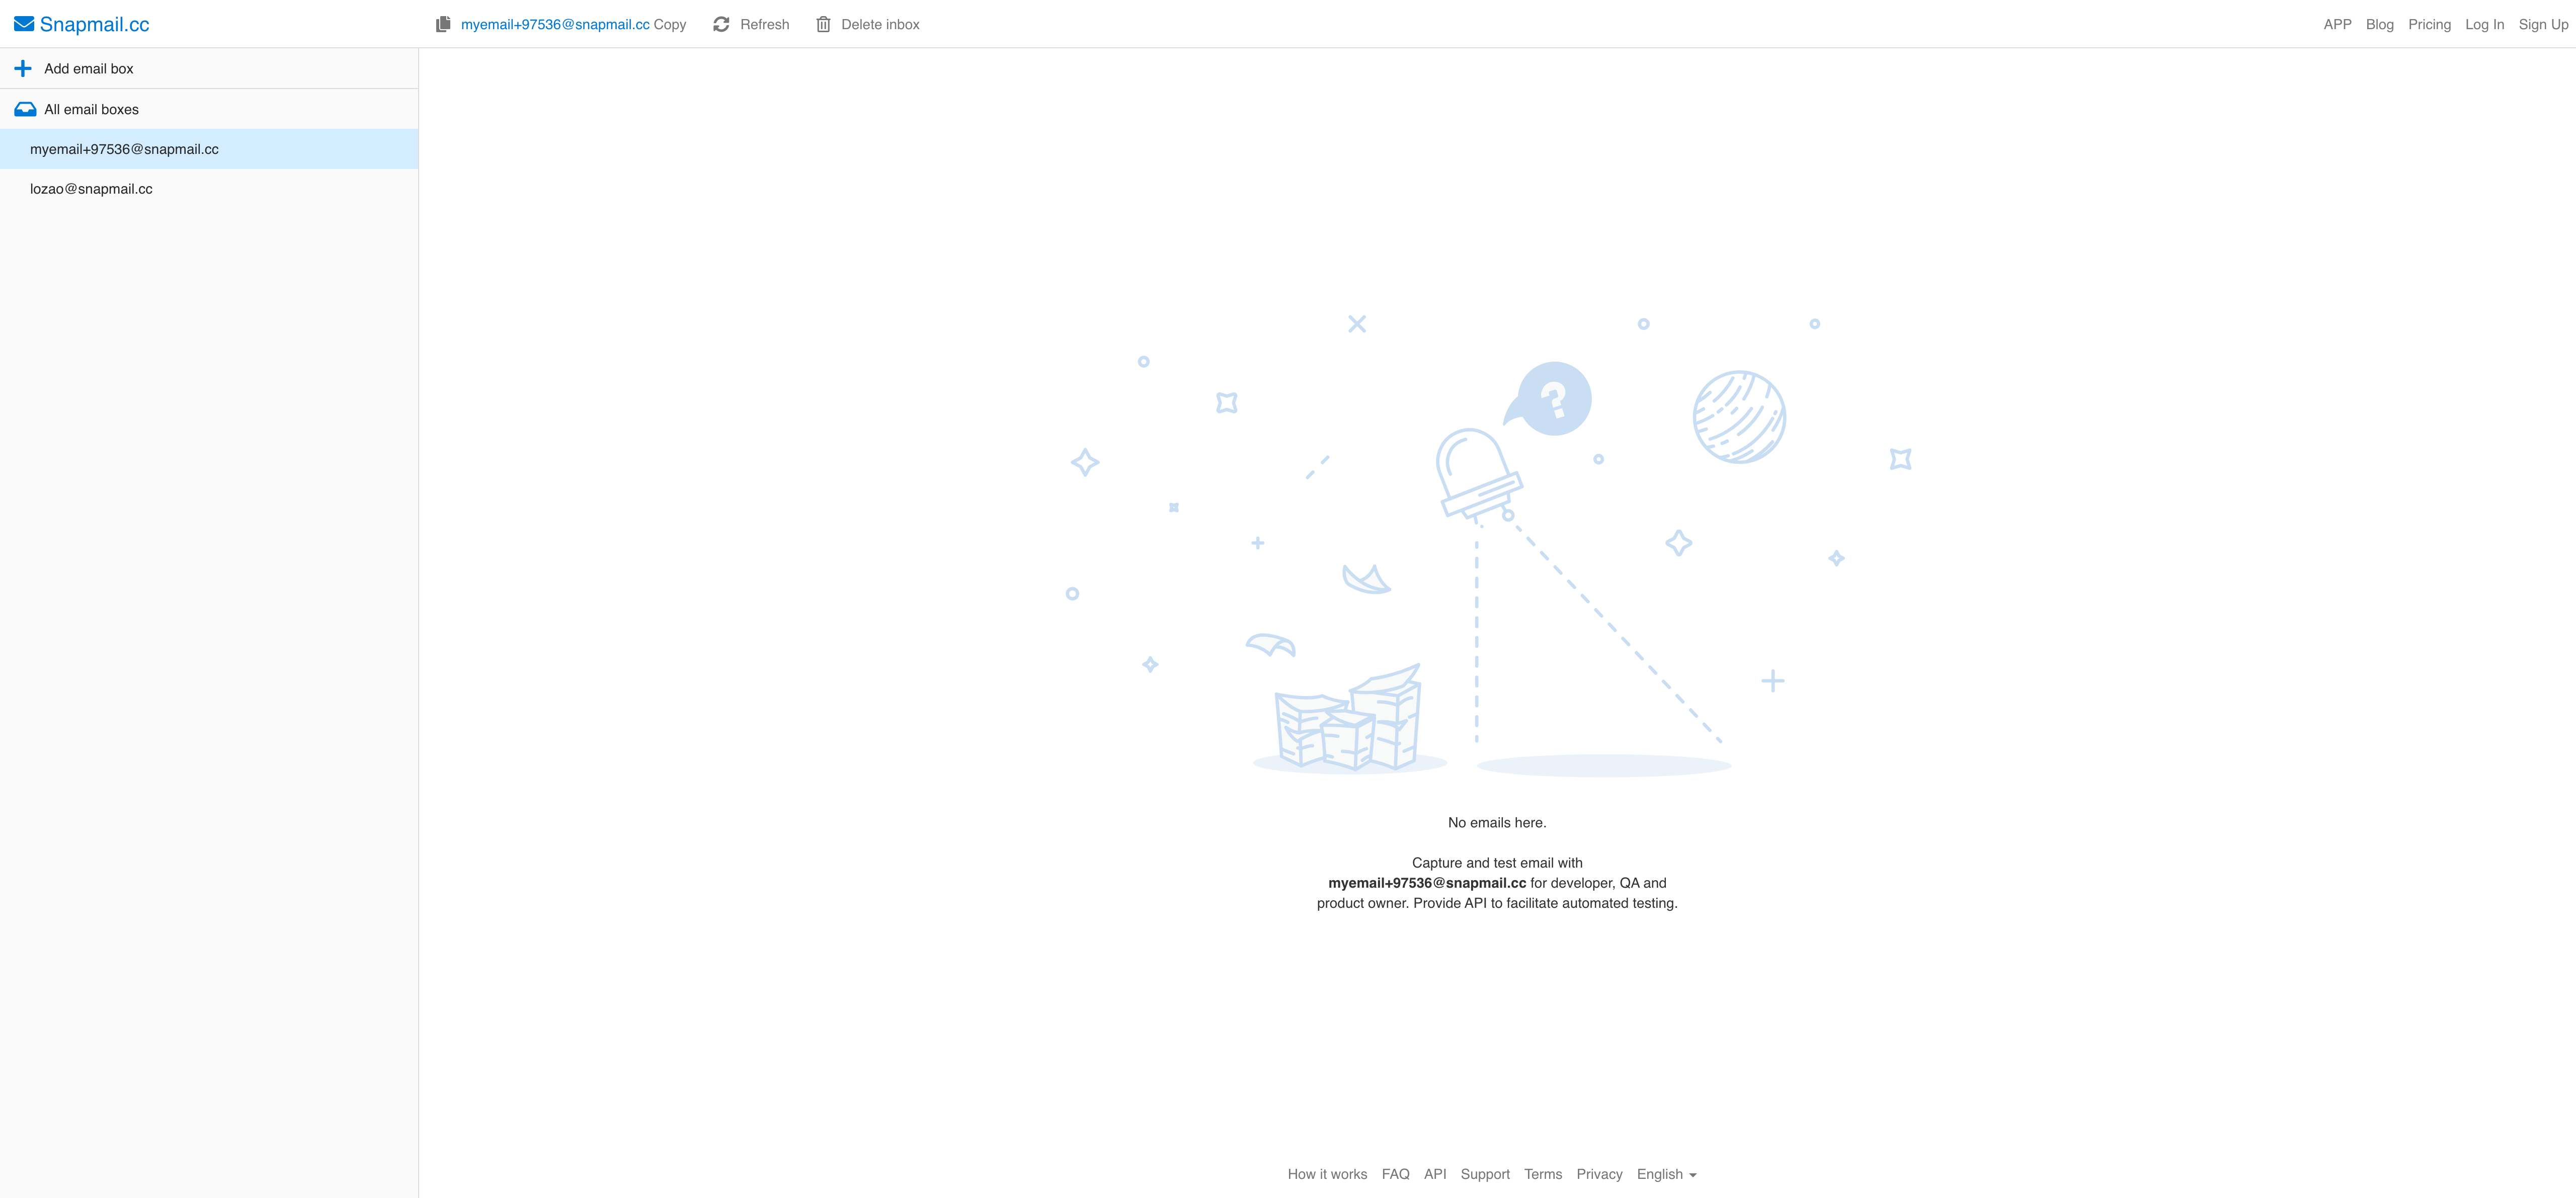 Snapmail.cc
myemail+97536@snapmail.cc Copy
Refresh
Delete inbox
APP
Blog
Pricing
Log In
Sign Up
Add email box
All email boxes
myemail+97536@snapmail.cc
lozao@snapmail.cc
?
No emails here.
Capture and test email with
myemail+97536@snapmail.cc for developer, QA and
product owner. Provide API to facilitate automated testing.
How it works
FAQ
API
Support
Terms
Privacy
English